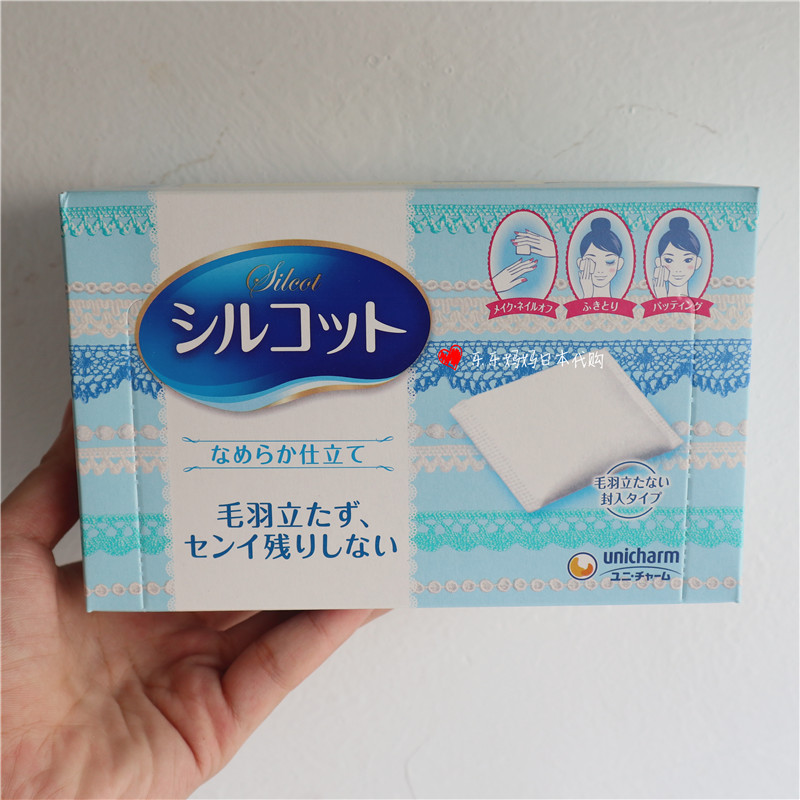 Silcot
シルコット
なめらか仕立て
毛羽立たず、
センイ残りしない
メイク・ネイルオフ
ふきとり
パッティング
乐乐妈妈日本代购
毛羽立たない
封入タイプ
unicharm
ユニ・チャーム